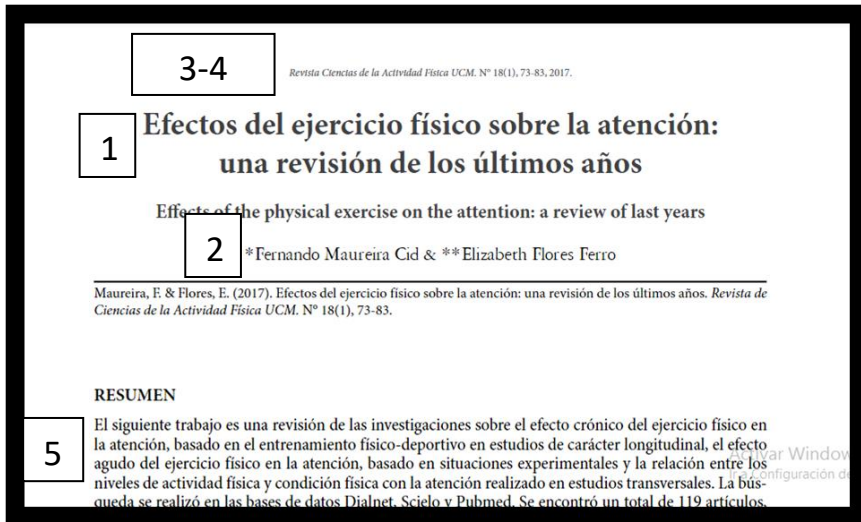 3-4
Revista Ciencias de la Actividad Física UCM. N° 18(1), 73-83, 2017.
1
Efectos del ejercicio físico sobre la atención:
una revisión de los últimos años
Effects of the physical exercise on the attention: a review of last years
2
*Fernando Maureira Cid & **Elizabeth Flores Ferro
Maureira, F. & Flores, E. (2017). Efectos del ejercicio físico sobre la atención: una revisión de los últimos años. Revista de
Ciencias de la Actividad Física UCM. N° 18(1), 73-83.
RESUMEN
5
El siguiente trabajo es una revisión de las investigaciones sobre el efecto crónico del ejercicio físico en
la atención, basado en el entrenamiento físico-deportivo en estudios de carácter longitudinal, el efecto
agudo del ejercicio físico en la atención, basado en situaciones experimentales y la relación entre los
niveles de actividad física y condición física con la atención realizado en estudios transversales. La bús-
queda se realizó en las bases de datos Dialnet, Scielo y Pubmed. Se encontró un total de 119 artículos,
Activar Window
Ir a Configuración de